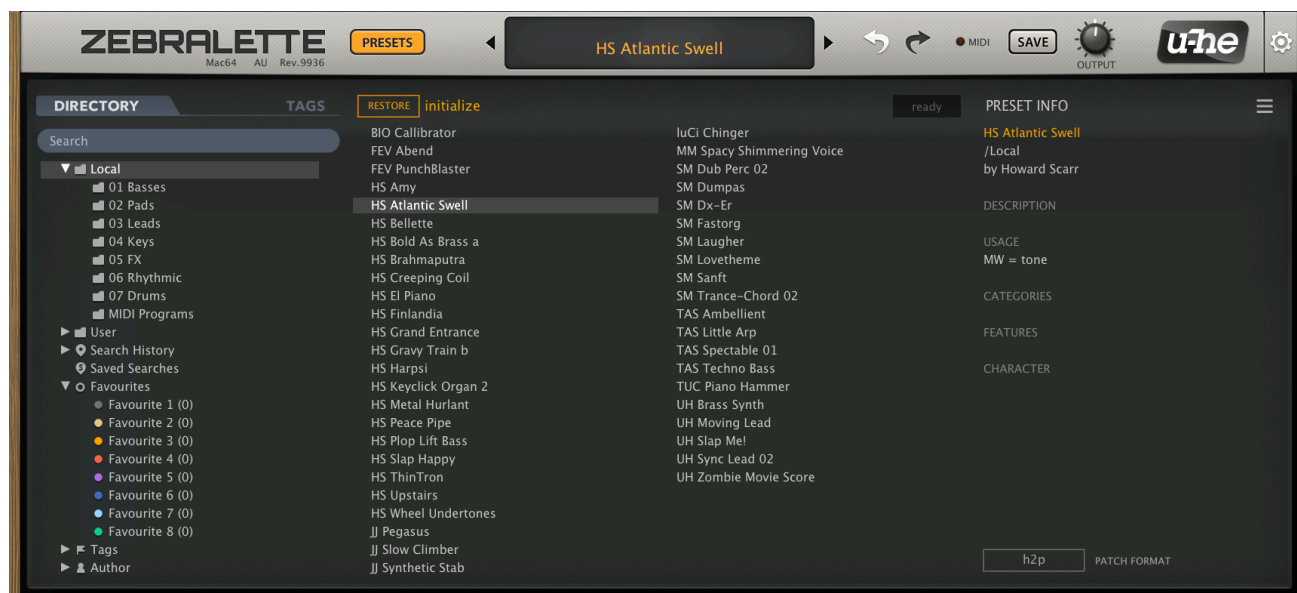 ZEBRALETTE
Mac64 AU Rev.9936
PRESETS
HS Atlantic Swell
MIDI
SAVE
OUTPUT
u-he
DIRECTORY
TAGS
Search
Local
01 Basses
02 Pads
03 Leads
04 Keys
05 FX
06 Rhythmic
07 Drums
MIDI Programs
User
Search History
Saved Searches
Favourites
Favourite 1 (0)
Favourite 2 (0)
Favourite 3 (0)
Favourite 4 (0)
Favourite 5 (0)
Favourite 6 (0)
Favourite 7 (0)
Favourite 8 (0)
Tags
Author
RESTORE initialize
ready
BIO Callibrator
FEV Abend
FEV PunchBlaster
HS Amy
HS Atlantic Swell
HS Bellette
HS Bold As Brass a
HS Brahmaputra
HS Creeping Coil
HS El Piano
HS Finlandia
HS Grand Entrance
HS Gravy Train b
HS Harpsi
HS Keyclick Organ 2
HS Metal Hurlant
HS Peace Pipe
HS Plop Lift Bass
HS Slap Happy
HS ThinTron
HS Upstairs
HS Wheel Undertones
JJ Pegasus
JJ Slow Climber
JJ Synthetic Stab
luCi Chinger
MM Spacy Shimmering Voice
SM Dub Perc 02
SM Dumpas
SM Dx-Er
SM Fastorg
SM Laugher
SM Lovetheme
SM Sanft
SM Trance-Chord 02
TAS Ambellient
TAS Little Arp
TAS Spectable 01
TAS Techno Bass
TUC Piano Hammer
UH Brass Synth
UH Moving Lead
UH Slap Me!
UH Sync Lead 02
UH Zombie Movie Score
PRESET INFO
HS Atlantic Swell
/Local
by Howard Scarr
DESCRIPTION
USAGE
MW = tone
CATEGORIES
FEATURES
CHARACTER
h2p
PATCH FORMAT